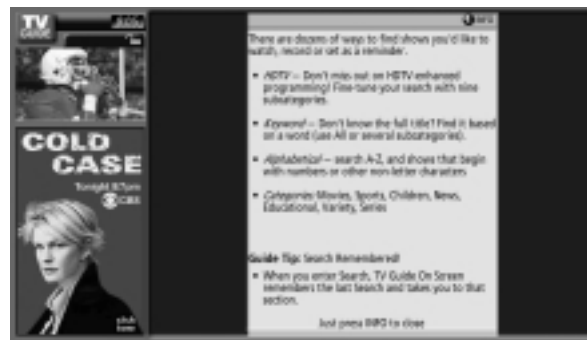 TV
GUIDE
INFO
There are dozens of ways to find shows you'd like to
watch, record or set as a reminder.
▪ HDTV — Don't miss out on HDTV enhanced
programming! Fine-tune your search with nine
subcategories.
▪ Keyword — Don't know the full title? Find it based
on a word (use All or several subcategories).
▪ Alphabetical — search A-Z, and shows that begin
with numbers or other non-letter characters
▪ Categories: Movies, Sports, Children, News,
Educational, Variety, Series
COLD
CASE
Tonight 8/7pm
CBS
Guide Tip: Search Remembered!
▪ When you enter Search, TV Guide On Screen
remembers the last Search and takes you to that
section.
Just press INFO to close